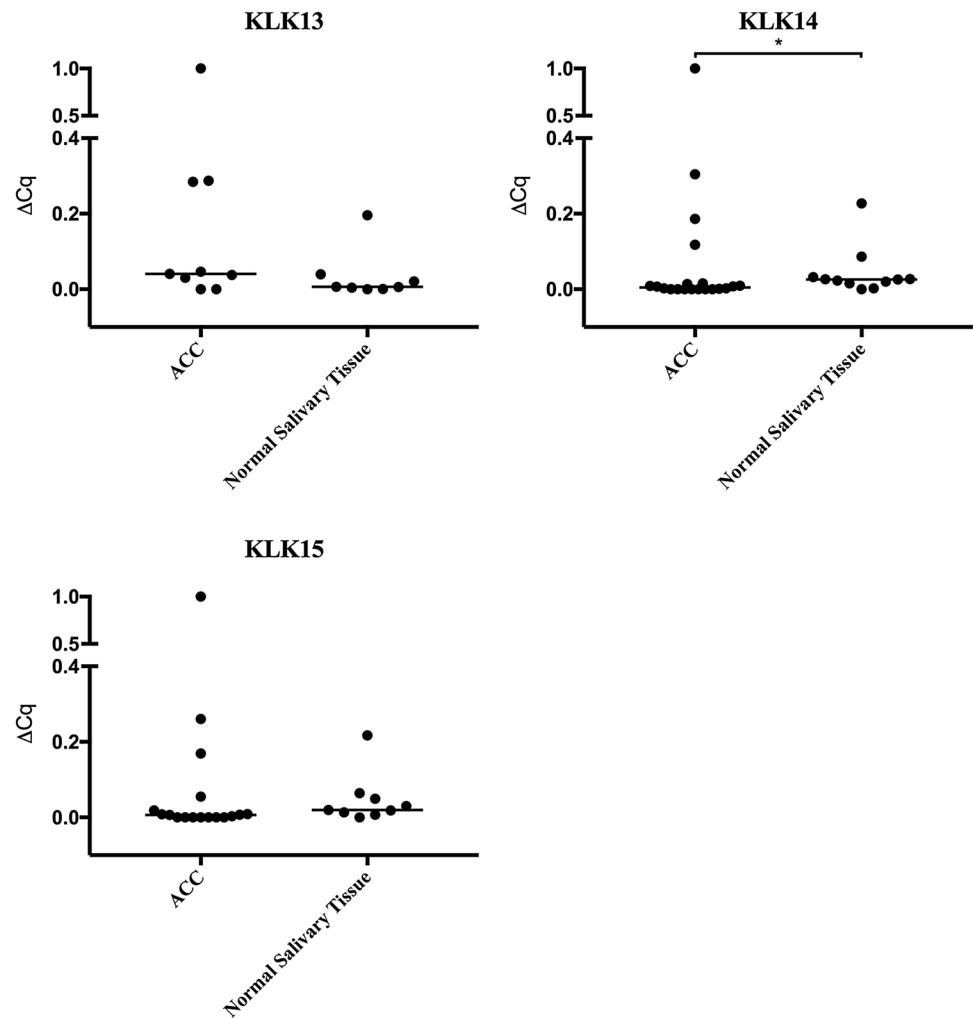 KLK13
1.0
0.5
0.4
0.2
0.0
ΔCq
ACC
Normal Salivary Tissue
KLK14
*
1.0
0.5
0.4
0.2
0.0
ΔCq
ACC
Normal Salivary Tissue
KLK15
1.0
0.5
0.4
0.2
0.0
ΔCq
ACC
Normal Salivary Tissue